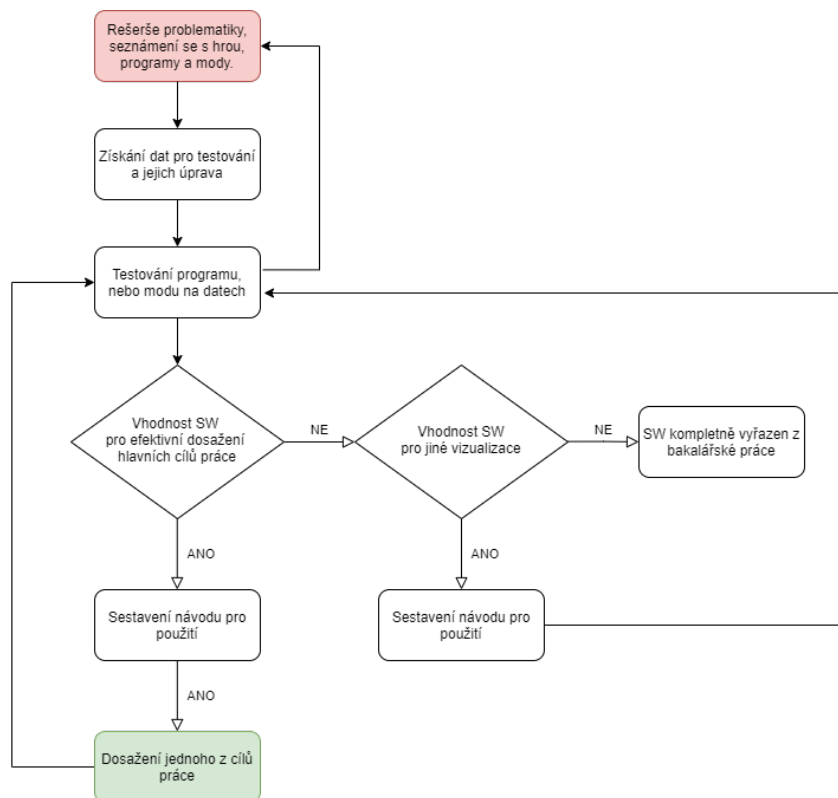 Rešerše problematiky,
seznámení se s hrou,
programy a mody.
Získání dat pro testování
a jejich úprava
Testování programu,
nebo modu na datech
Vhodnost SW
pro efektivní dosažení
hlavních cílů práce
NE
Vhodnost SW
pro jiné vizualizace
NE
SW kompletně vyřazen z
bakalářské práce
ANO
ANO
Sestavení návodu pro
použití
Sestavení návodu pro
použití
ANO
Dosažení jednoho z cílů
práce